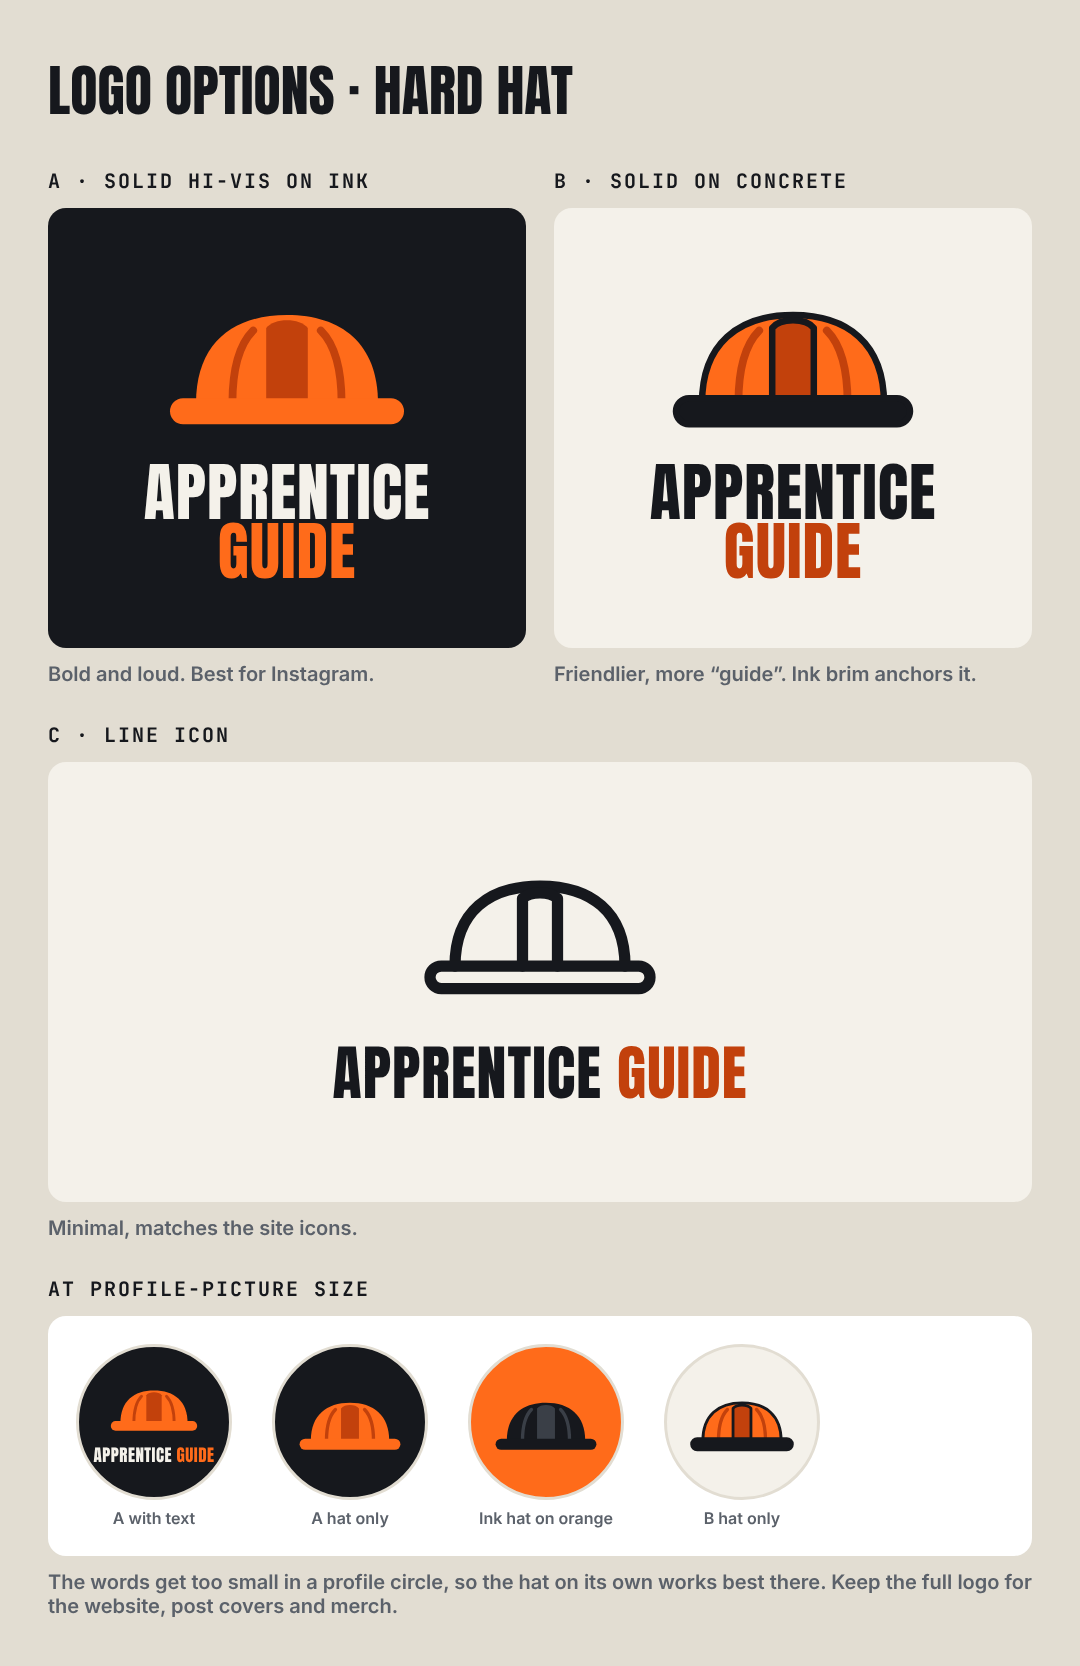 LOGO OPTIONS · HARD HAT
A · SOLID HI-VIS ON INK
B · SOLID ON CONCRETE
APPRENTICE
GUIDE
APPRENTICE
GUIDE
Bold and loud. Best for Instagram.
Friendlier, more “guide”. Ink brim anchors it.
C · LINE ICON
APPRENTICE GUIDE
Minimal, matches the site icons.
AT PROFILE-PICTURE SIZE
APPRENTICE GUIDE
A with text
A hat only
Ink hat on orange
B hat only
The words get too small in a profile circle, so the hat on its own works best there. Keep the full logo for
the website, post covers and merch.